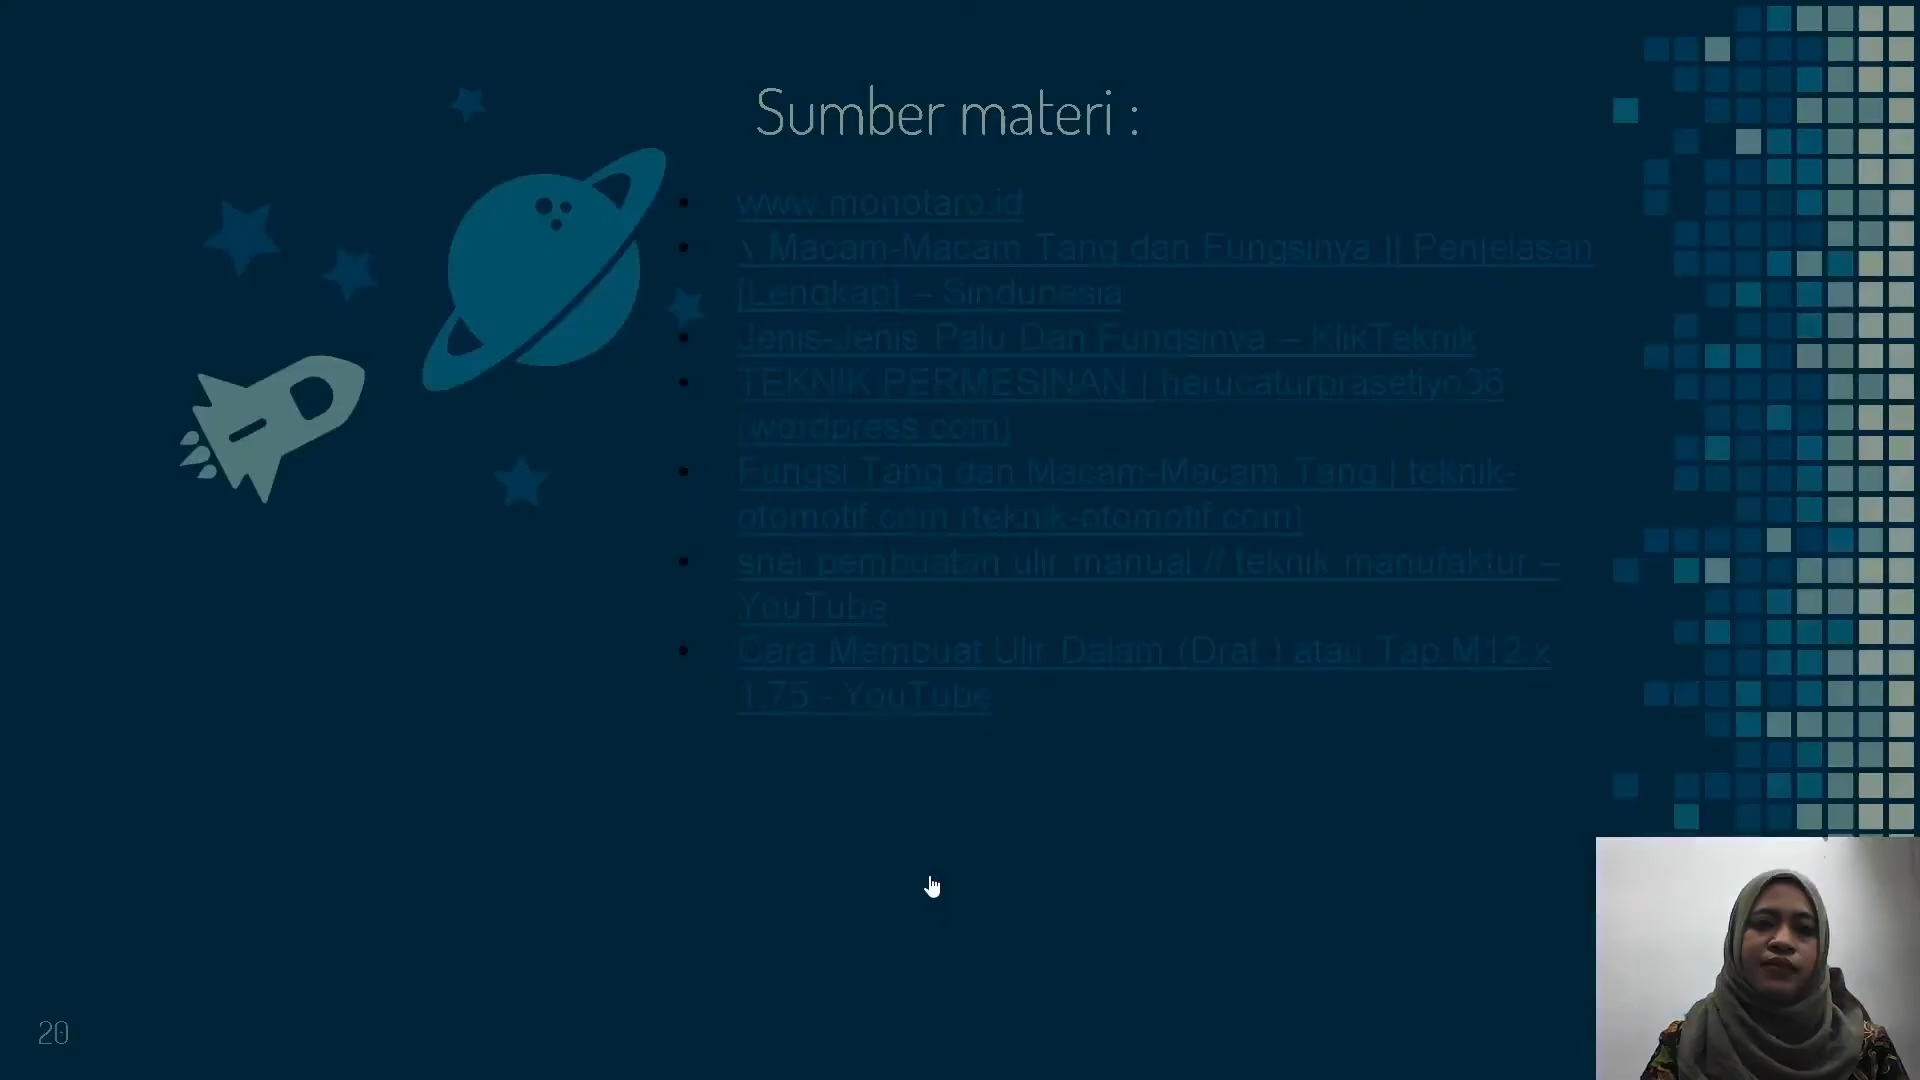 Sumber materi :
• www.monotaro.id
• \ Macam-Macam Tang dan Fungsinya || Penjelasan
[Lengkap] – Sindunesia
• Jenis-Jenis Palu Dan Fungsinya – KlikTeknik
• TEKNIK PERMESINAN | herucaturprasetiyo36
(wordpress.com)
• Fungsi Tang dan Macam-Macam Tang | teknik-
otomotif.com (teknik-otomotif.com)
• snei pembuatan ulir manual // teknik manufaktur –
YouTube
• Cara Membuat Ulir Dalam atau Tap M12 x
1.75 - YouTube
20